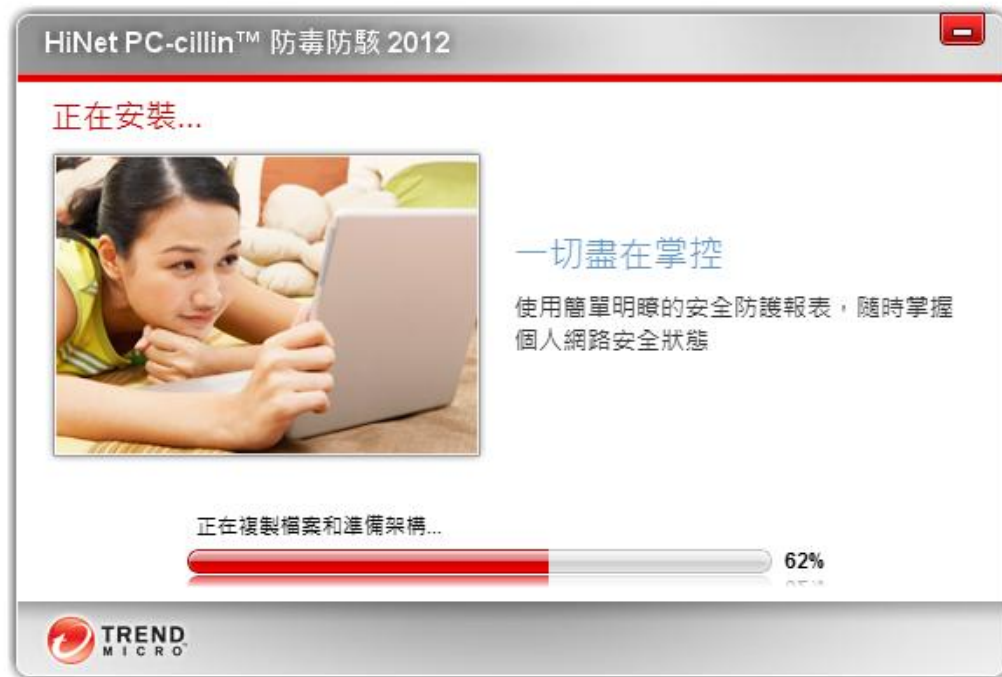 HiNet PC-cillin™ 防毒防駭 2012
正在安裝...
一切盡在掌控
使用簡單明瞭的安全防護報表，隨時掌握
個人網路安全狀態
正在複製檔案和準備架構...
62%
TREND
MICRO™